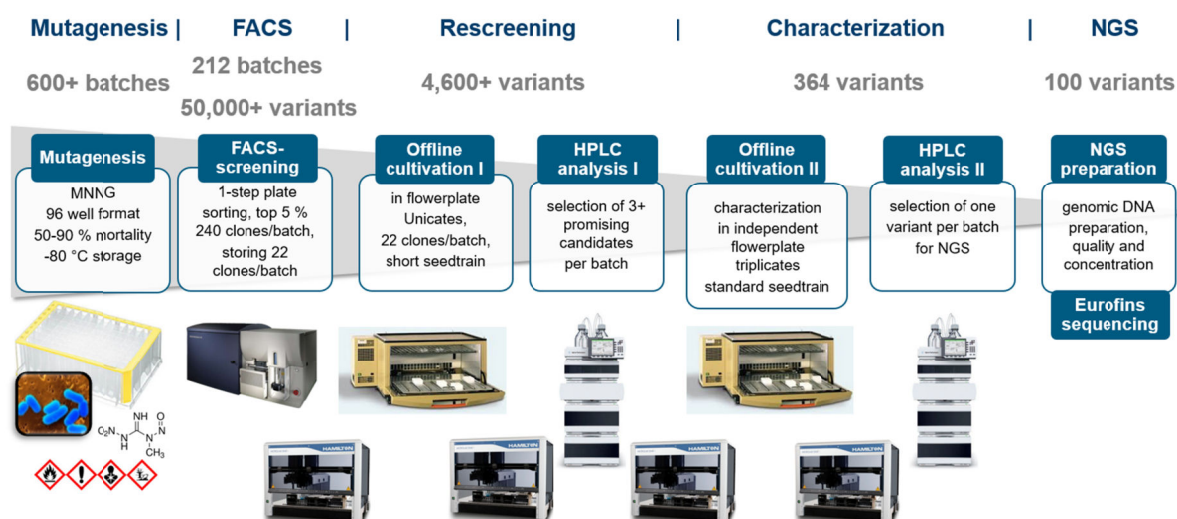 Mutagenesis | FACS | Rescreening | Characterization | NGS
600+ batches
212 batches
50,000+ variants
4,600+ variants
364 variants
100 variants
Mutagenesis
MNNG
96 well format
50-90 % mortality
-80 °C storage
FACS-
screening
1-step plate
sorting, top 5 %
240 clones/batch,
storing 22
clones/batch
Offline
cultivation I
in flowerplate
Unicates,
22 clones/batch,
short seedtrain
HPLC
analysis I
selection of 3+
promising
candidates
per batch
Offline
cultivation II
characterization
in independent
flowerplate
triplicates
standard seedtrain
HPLC
analysis II
selection of one
variant per batch
for NGS
NGS
preparation
genomic DNA
preparation,
quality and
concentration
Eurofins
sequencing
NH
O
O₂N
N
H
N
N
CH₃
HAMILTON
HAMILTON
HAMILTON
HAMILTON